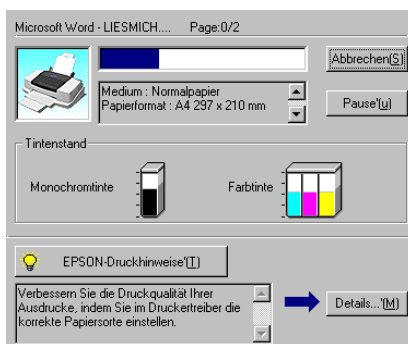 Microsoft Word - LIESMICH.... Page:0/2
Abbrechen(S)
Medium : Normalpapier
Papierformat : A4 297 x 210 mm
Pause'(u)
Tintenstand
Monochromtinte
Farbtinte
EPSON-Druckhinweise'(T)
Verbessern Sie die Druckqualität Ihrer
Ausdrucke, indem Sie im Druckertreiber die
korrekte Papiersorte einstellen.
Details...'(M)